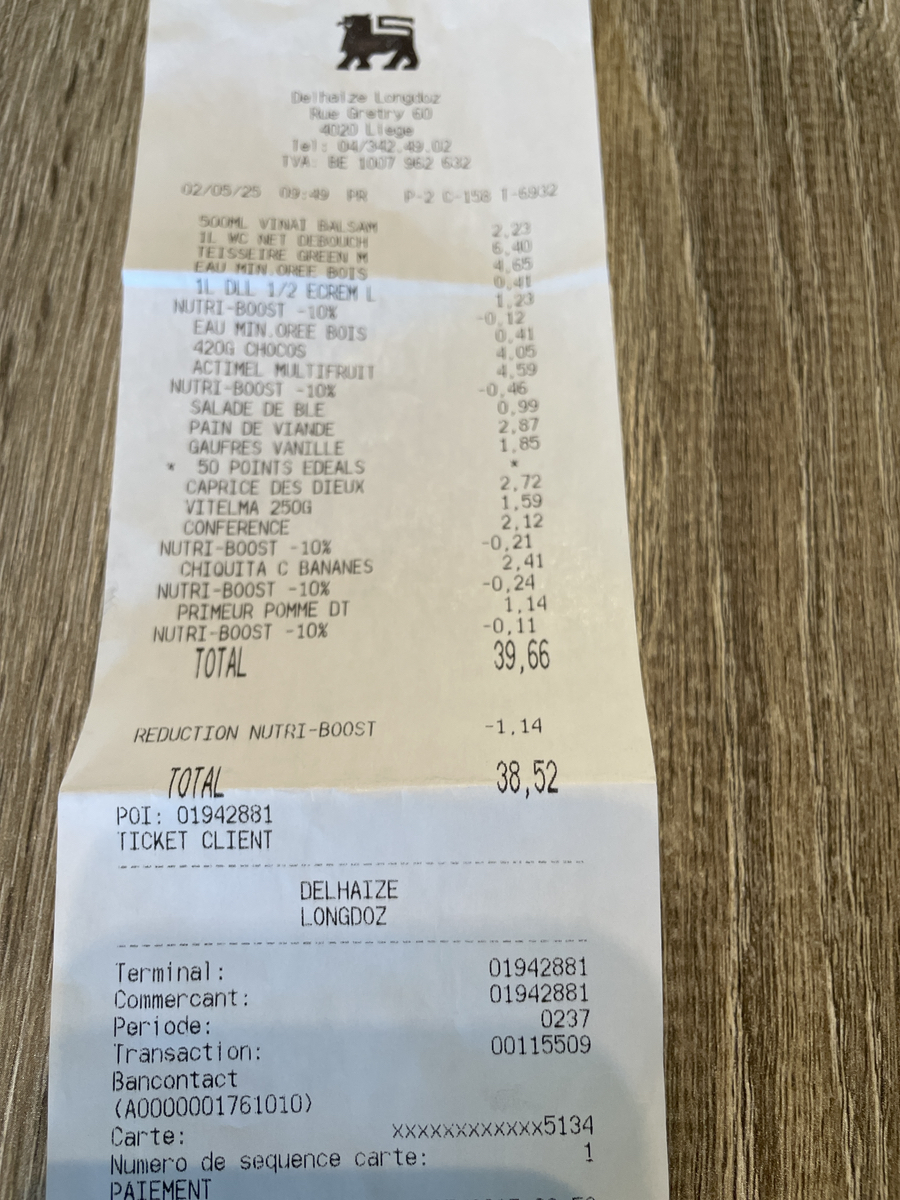 Delhaize Longdoz
Rue Gretry 60
4020 Liege
Tel: 04/342.49.02
TVA: BE 1007 962 632
02/05/25 09:49 PR P-2 C-158 T-6932
500ML VINAI BALSAM 2,23
1L WC NET DEBOUCH 6,40
TEISSEIRE GREEN M 4,65
EAU MIN.OREE BOIS 0,41
1L DLL 1/2 ECREM L 1,23
NUTRI-BOOST -10% -0,12
EAU MIN.OREE BOIS 0,41
420G CHOCOS 4,05
ACTIMEL MULTIFRUIT 4,59
NUTRI-BOOST -10% -0,46
SALADE DE BLE 0,99
PAIN DE VIANDE 2,87
GAUFRES VANILLE 1,85
* 50 POINTS EDEALS *
CAPRICE DES DIEUX 2,72
VITELMA 250G 1,59
CONFERENCE 2,12
NUTRI-BOOST -10% -0,21
CHIQUITA C BANANES 2,41
NUTRI-BOOST -10% -0,24
PRIMEUR POMME DT 1,14
NUTRI-BOOST -10% -0,11
TOTAL 39,66
REDUCTION NUTRI-BOOST -1,14
TOTAL 38,52
POI: 01942881
TICKET CLIENT
DELHAIZE
LONGDOZ
Terminal: 01942881
Commercant: 01942881
Periode: 0237
Transaction: 00115509
Bancontact
(A0000001761010)
Carte: xxxxxxxxxxxx5134
Numero de sequence carte: 1
PAIEMENT